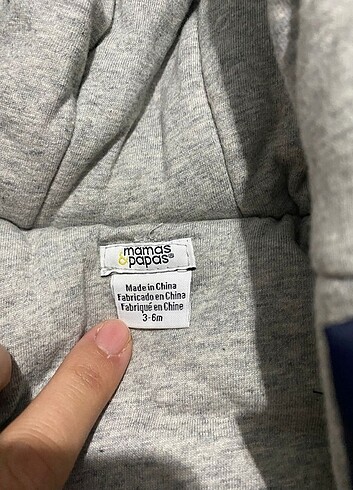 mamas
&papas®
Made in China
Fabricado en China
Fabriqué en Chine
3-6m